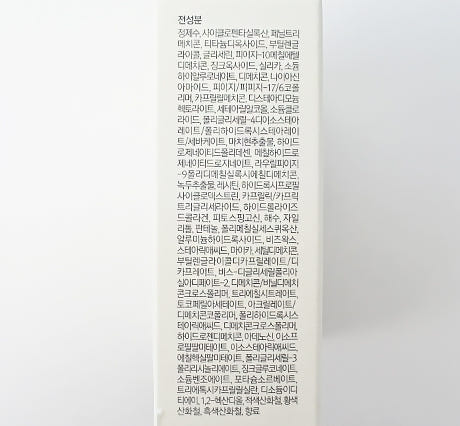 전성분
정제수, 사이클로펜타실록산, 페닐트리
메치콘, 티타늄디옥사이드, 부틸렌글
라이콜, 글리세린, 피이지-10메칠에텔
디메치콘, 징크옥사이드, 실리카, 소듐
하이알루로네이트, 디메치콘, 나이아신
아마이드, 피이지/피피지-17/6코폴
리머, 카프릴릴메치콘, 디스테아디모늄
헥토라이트, 세테아릴알코올, 소듐클로
라이드, 폴리글리세릴-4디이소스테아
레이트/폴리하이드록시스테아레이
트/세바케이트, 마치현추출물, 하이드
로제네이티드폴리데센, 메칠하이드로
제네이티드로지네이트, 라우릴피이지
-9폴리디메칠실록시에칠디메치콘,
녹두추출물, 레시틴, 하이드록시프로필
사이클로덱스트린, 카프릴릭/카프릭
트리글리세라이드, 하이드롤라이즈
드콜라겐, 피토스핑고신, 해수, 자일
리톨, 판테놀, 폴리메칠실세스퀴옥산,
알루미늄하이드록사이드, 비즈왁스,
스테아릭애씨드, 마이카, 세틸디메치콘,
부틸렌글라이콜디카프릴레이트/디
카프레이트, 비스-디글리세릴폴리아
실아디페이트-2, 디메치콘/비닐디메치
콘크로스폴리머, 트리에칠시트레이트,
토코페릴아세테이트, 아크릴레이트/
디메치콘코폴리머, 폴리하이드록시스
테아릭애씨드, 디메치콘크로스폴리머,
하이드로젠디메치콘, 아데노신, 이소프
로필팔미테이트, 이소스테아릭애씨드,
에칠헥실팔미테이트, 폴리글리세릴-3
폴리리시놀리에이트, 징크글루코네이트,
소듐벤조에이트, 포타슘소르베이트,
트리에톡시카프릴릴실란, 디소듐이디
티에이, 1,2-헥산디올, 적색산화철, 황색
산화철, 흑색산화철, 향료